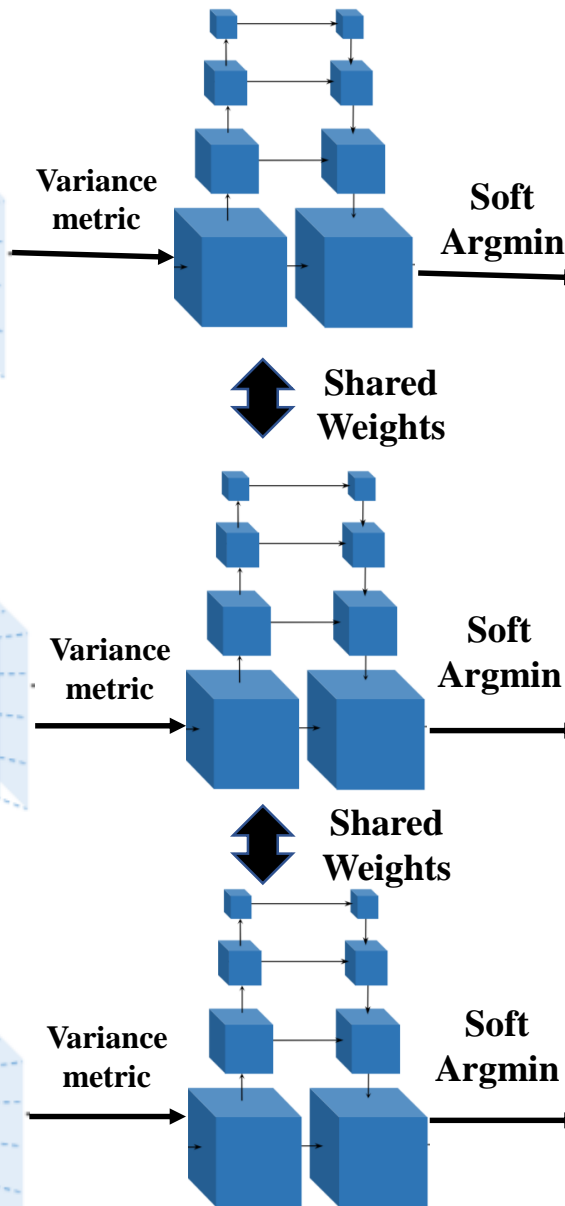 Variance
metric
Soft
Argmin
Shared
Weights
Variance
metric
Soft
Argmin
Shared
Weights
Variance
metric
Soft
Argmin